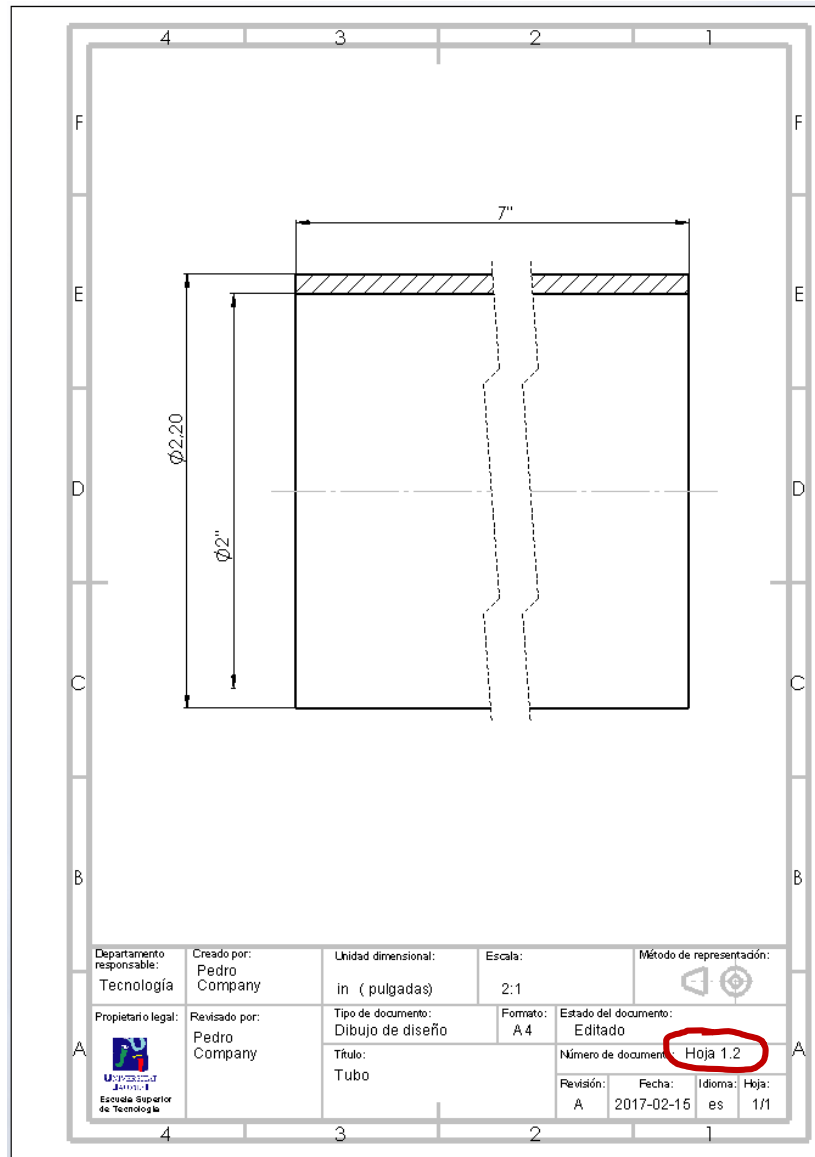 4 3 2 1
F F
7"
E E
Ø2,20
D D
Ø2"
C C
B B
Departamento responsable:
Tecnología
Creado por:
Pedro
Company
Unidad dimensional:
in ( pulgadas)
Escala:
2:1
Método de representación:
Propietario legal:
UNIVERSITAT
JAUME I
Escuela Superior
de Tecnología
Revisado por:
Pedro
Company
Tipo de documento:
Dibujo de diseño
Formato:
A4
Estado del documento:
Editado
Título:
Tubo
Número de documento: Hoja 1.2
Revisión:
A
Fecha:
2017-02-15
Idioma:
es
Hoja:
1/1
A A
4 3 2 1